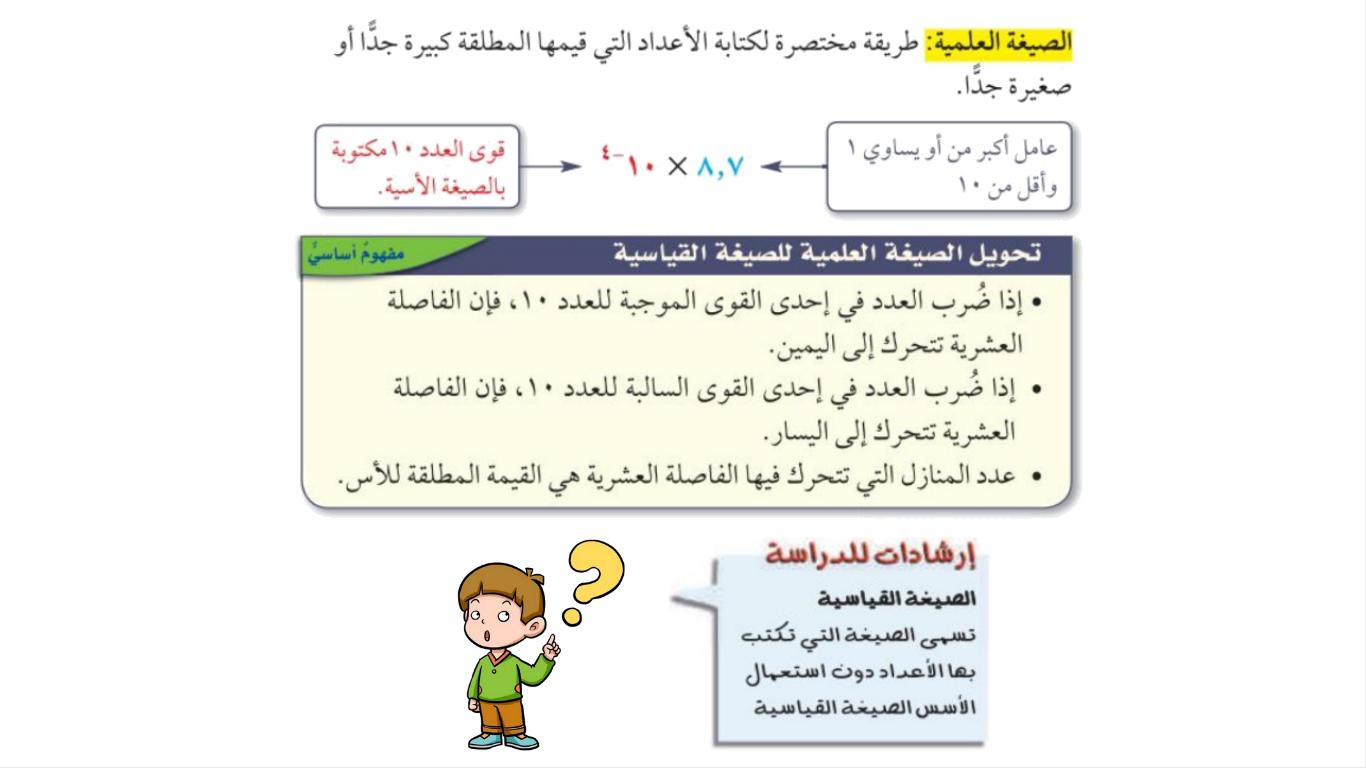 الصيغة العلمية: طريقة مختصرة لكتابة الأعداد التي قيمها المطلقة كبيرة جدًّا أو
صغيرة جدًّا.
عامل أكبر من أو يساوي ١
وأقل من ١٠
٨,٧ × ١٠⁻⁴
قوى العدد ١٠ مكتوبة
بالصيغة الأسية.
تحويل الصيغة العلمية للصيغة القياسية
مفهومُ أساسيٌّ
• إذا ضُرب العدد في إحدى القوى الموجبة للعدد ١٠، فإن الفاصلة
العشرية تتحرك إلى اليمين.
• إذا ضُرب العدد في إحدى القوى السالبة للعدد ١٠، فإن الفاصلة
العشرية تتحرك إلى اليسار.
• عدد المنازل التي تتحرك فيها الفاصلة العشرية هي القيمة المطلقة للأس.
?
إرشادات للدراسة
الصيغة القياسية
تسمى الصيغة التي تكتب
بها الأعداد دون استعمال
الأسس الصيغة القياسية